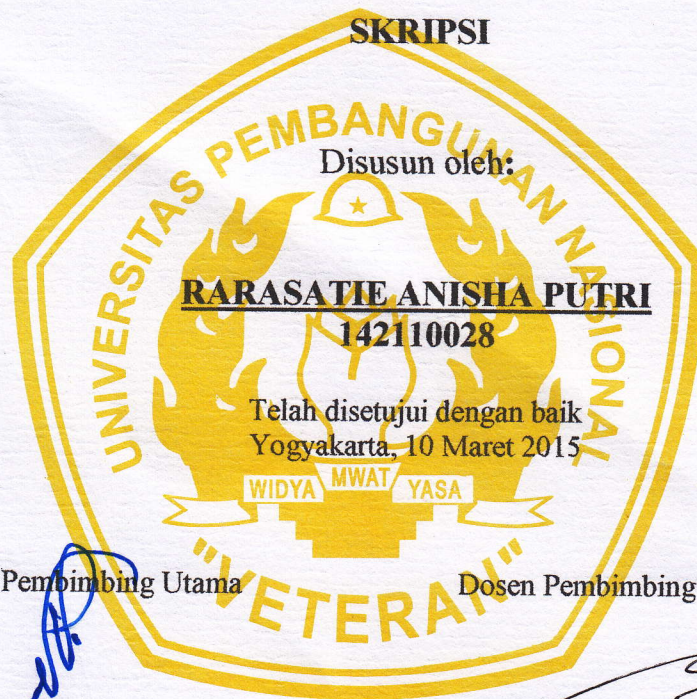 SKRIPSI
UNIVERSITAS PEMBANGUNAN NASIONAL
Disusun oleh:
RARASATIE ANISHA PUTRI
142110028
Telah disetujui dengan baik
Yogyakarta, 10 Maret 2015
WIDYA MWAT YASA
Pembimbing Utama Dosen Pembimbing
"VETERAN"